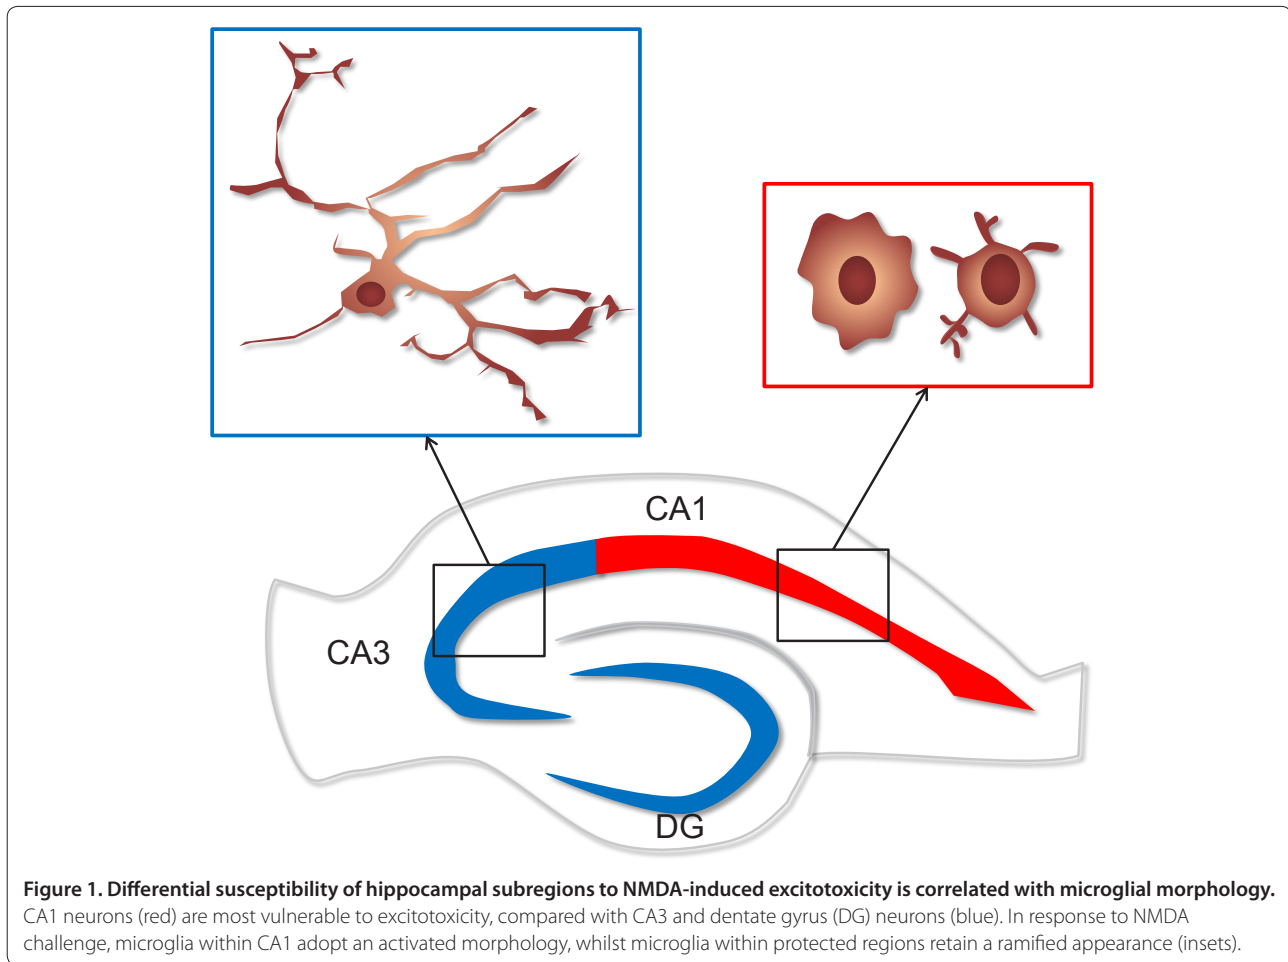 CA1
CA3
DG
Figure 1. Differential susceptibility of hippocampal subregions to NMDA-induced excitotoxicity is correlated with microglial morphology.
CA1 neurons (red) are most vulnerable to excitotoxicity, compared with CA3 and dentate gyrus (DG) neurons (blue). In response to NMDA
challenge, microglia within CA1 adopt an activated morphology, whilst microglia within protected regions retain a ramified appearance (insets).